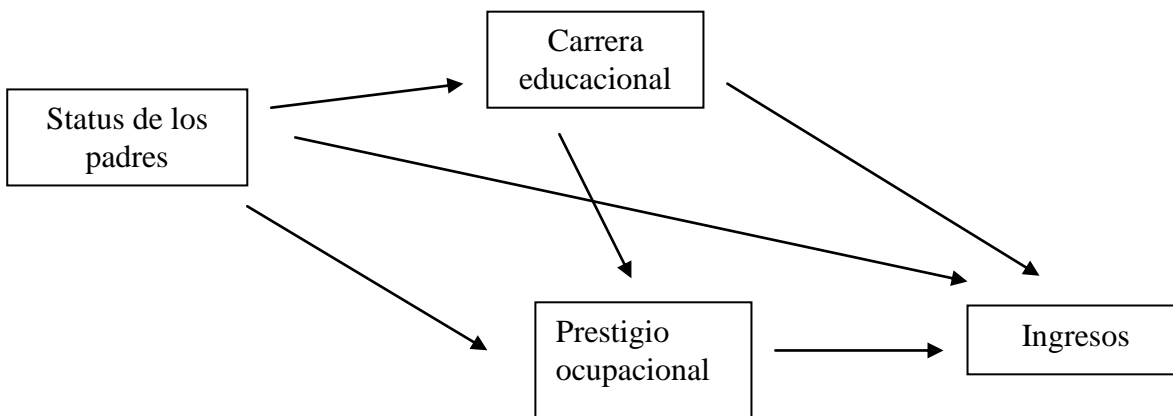 Carrera
educacional
Status de los
padres
Prestigio
ocupacional
Ingresos